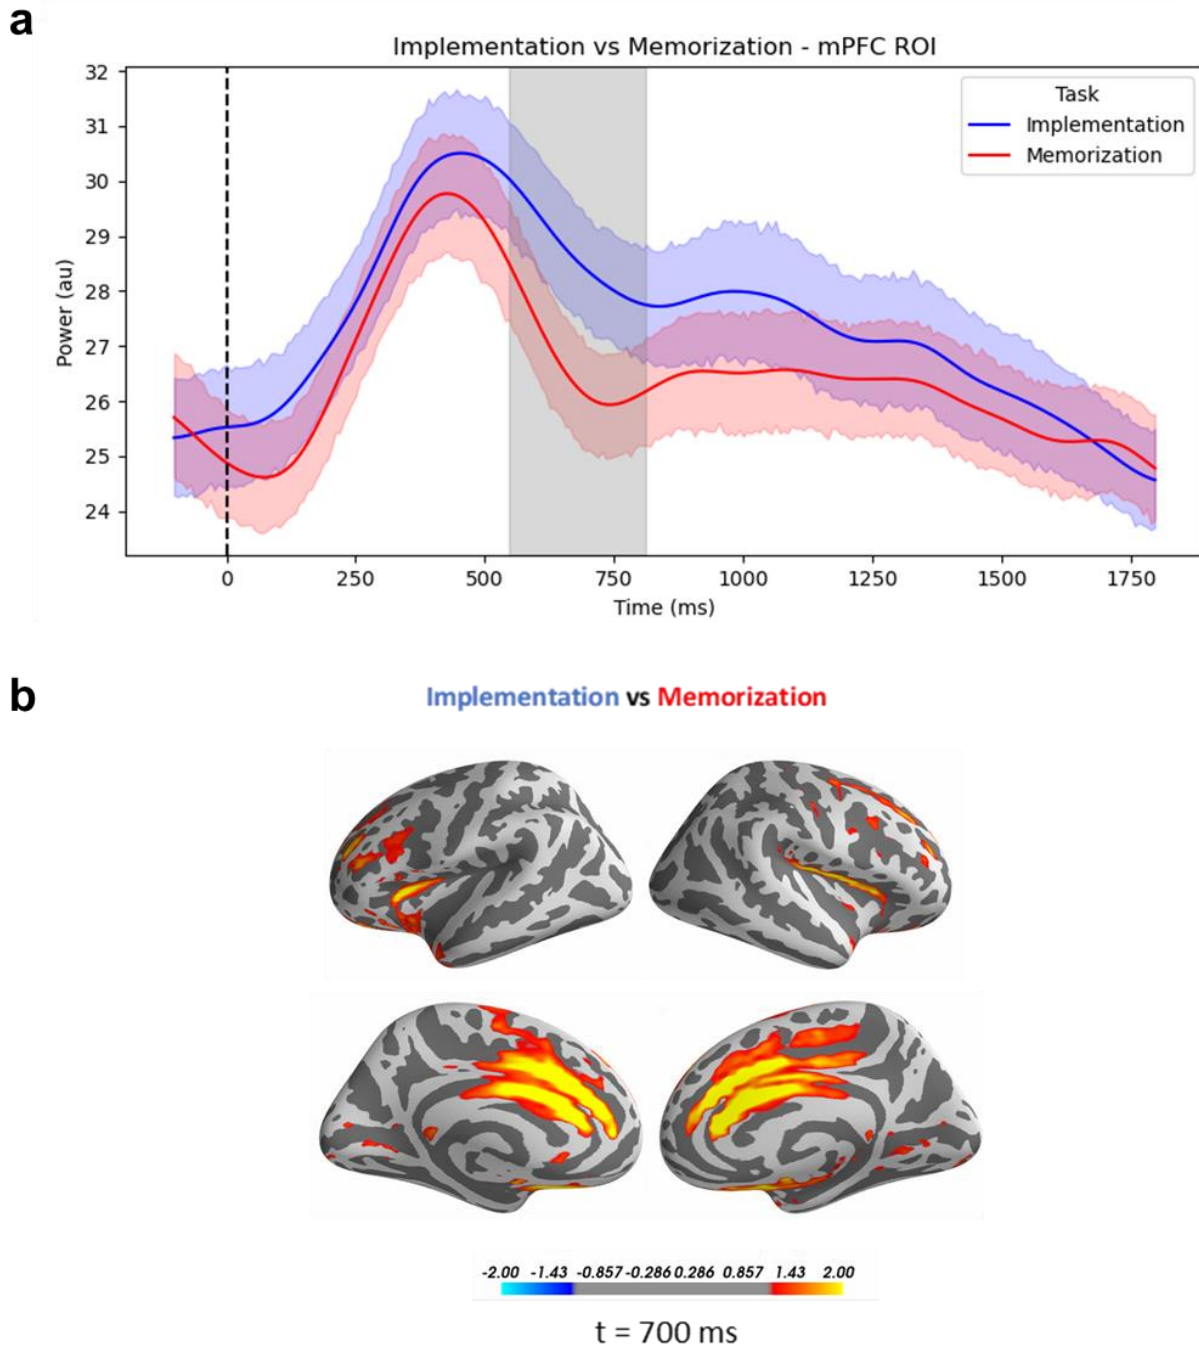 a
Implementation vs Memorization - mPFC ROI
32
31
30
29
28
27
26
25
24
Power (au)
Task
Implementation
Memorization
0 250 500 750 1000 1250 1500 1750
Time (ms)
b
Implementation vs Memorization
-2.00 -1.43 -0.857 -0.286 0.286 0.857 1.43 2.00
t = 700 ms